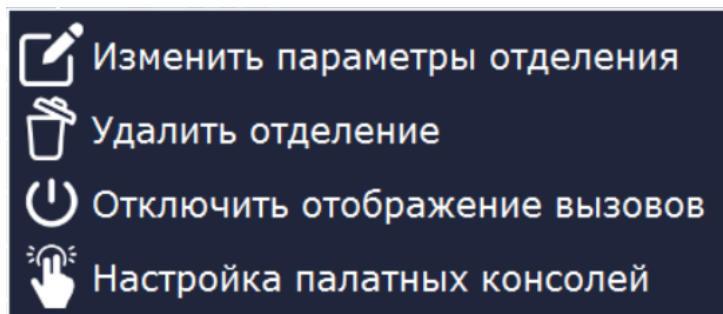 Изменить параметры отделения
Удалить отделение
Отключить отображение вызовов
Настройка палатных консолей